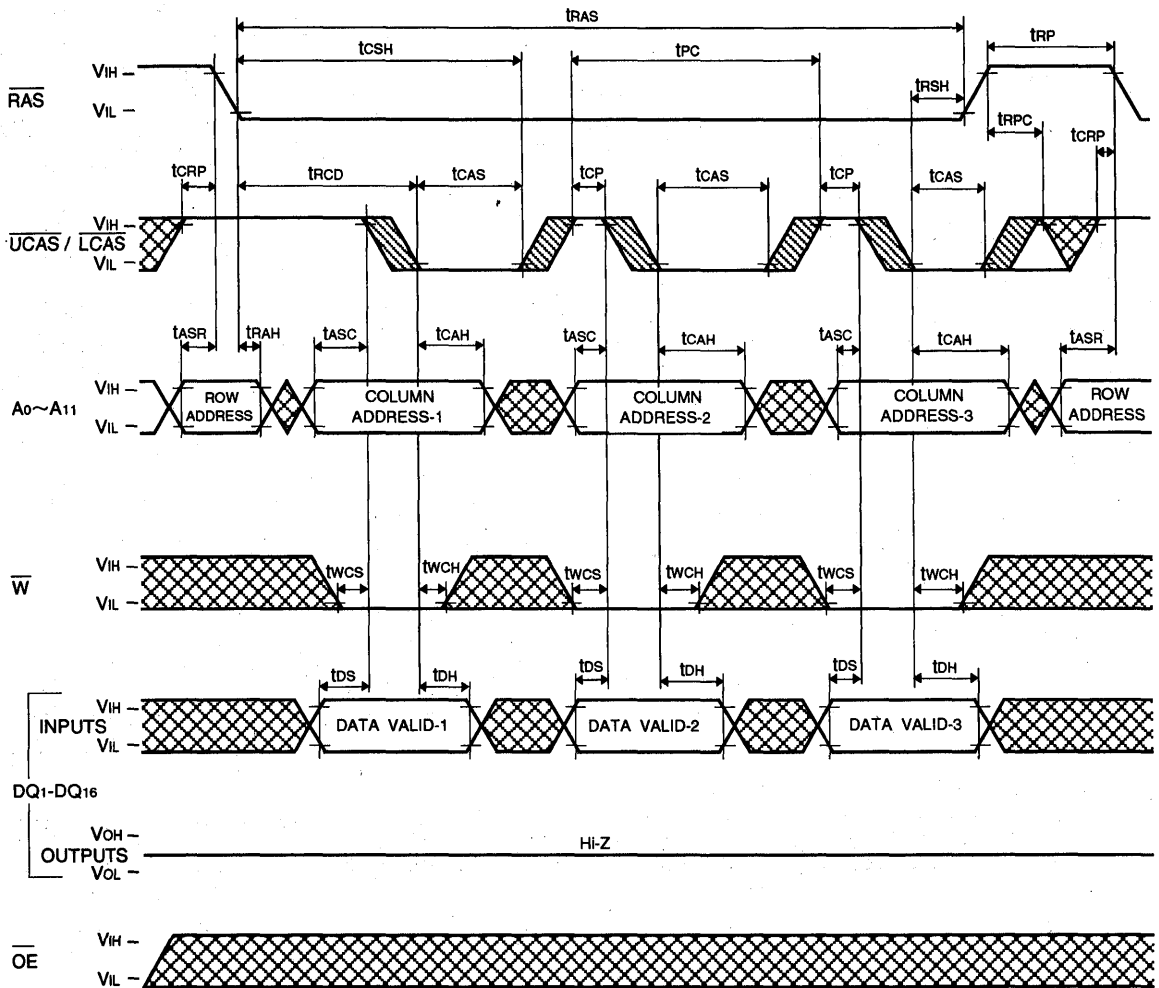 tRAS
tCSH tPC tRP
RAS
VIH
VIL
tRSH
tRPC
tCRP
tCRP tRCD tCAS tCP tCAS tCP tCAS
UCAS / LCAS
VIH
VIL
tASR tRAH tASC tCAH tASC tCAH tASC tCAH tASR
A0~A11
VIH
VIL
ROW ADDRESS
COLUMN ADDRESS-1
COLUMN ADDRESS-2
COLUMN ADDRESS-3
ROW ADDRESS
W
VIH
VIL
tWCS tWCH tWCS tWCH tWCS tWCH
tDS tDH tDS tDH tDS tDH
INPUTS
VIH
VIL
DATA VALID-1 DATA VALID-2 DATA VALID-3
DQ1-DQ16
VOH
OUTPUTS
VOL
Hi-Z
OE
VIH
VIL